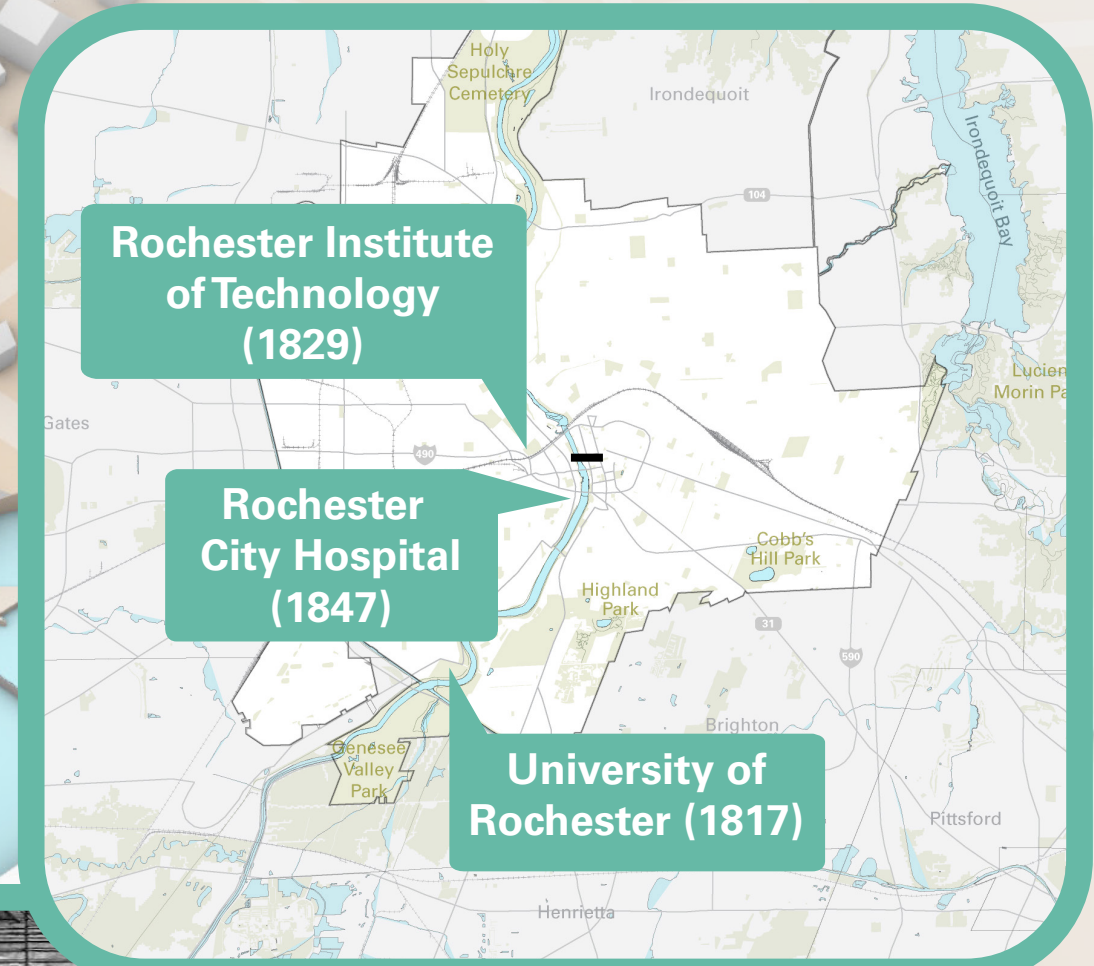 Holy
Sepulchre
Cemetery
Irondequoit
Irondequoit Bay
104
Rochester Institute
of Technology
(1829)
Lucien
Morin Pa
Gates
490
Rochester
City Hospital
(1847)
Cobb's
Hill Park
Highland
Park
31
590
Brighton
Genesee
Valley
Park
University of
Rochester (1817)
Pittsford
Henrietta